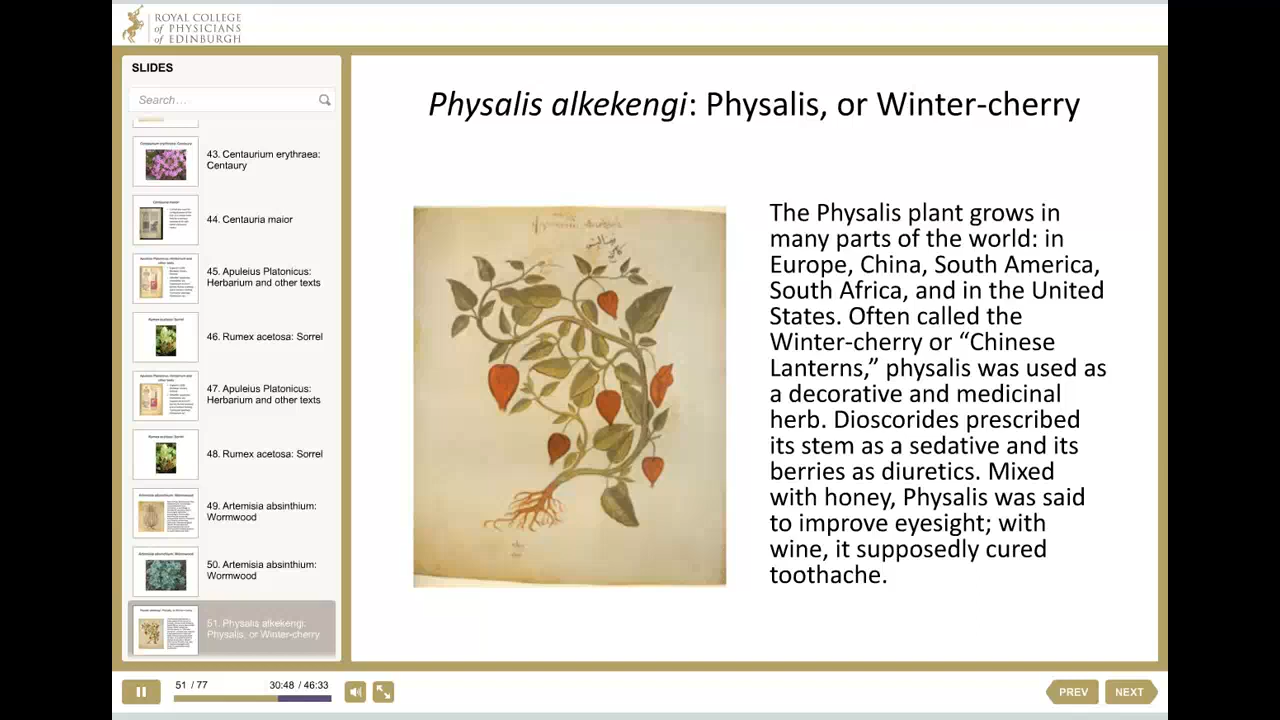 ROYAL COLLEGE
of PHYSICIANS
of EDINBURGH
SLIDES
Search...
43. Centaurium erythraea:
Centaury
44. Centauria maior
45. Apuleius Platonicus:
Herbarium and other texts
46. Rumex acetosa: Sorrel
47. Apuleius Platonicus:
Herbarium and other texts
48. Rumex acetosa: Sorrel
49. Artemisia absinthium:
Wormwood
50. Artemisia absinthium:
Wormwood
51. Physalis alkekengi:
Physalis, or Winter-cherry
Physalis alkekengi: Physalis, or Winter-cherry
The Physalis plant grows in
many parts of the world: in
Europe, China, South America,
South Africa, and in the United
States. Often called the
Winter-cherry or “Chinese
Lanterns,” physalis was used as
a decorative and medicinal
herb. Dioscorides prescribed
its stem as a sedative and its
berries as diuretics. Mixed
with honey, Physalis was said
to improve eyesight; with
wine, it supposedly cured
toothache.
51 / 77
30:48 / 46:33
PREV
NEXT